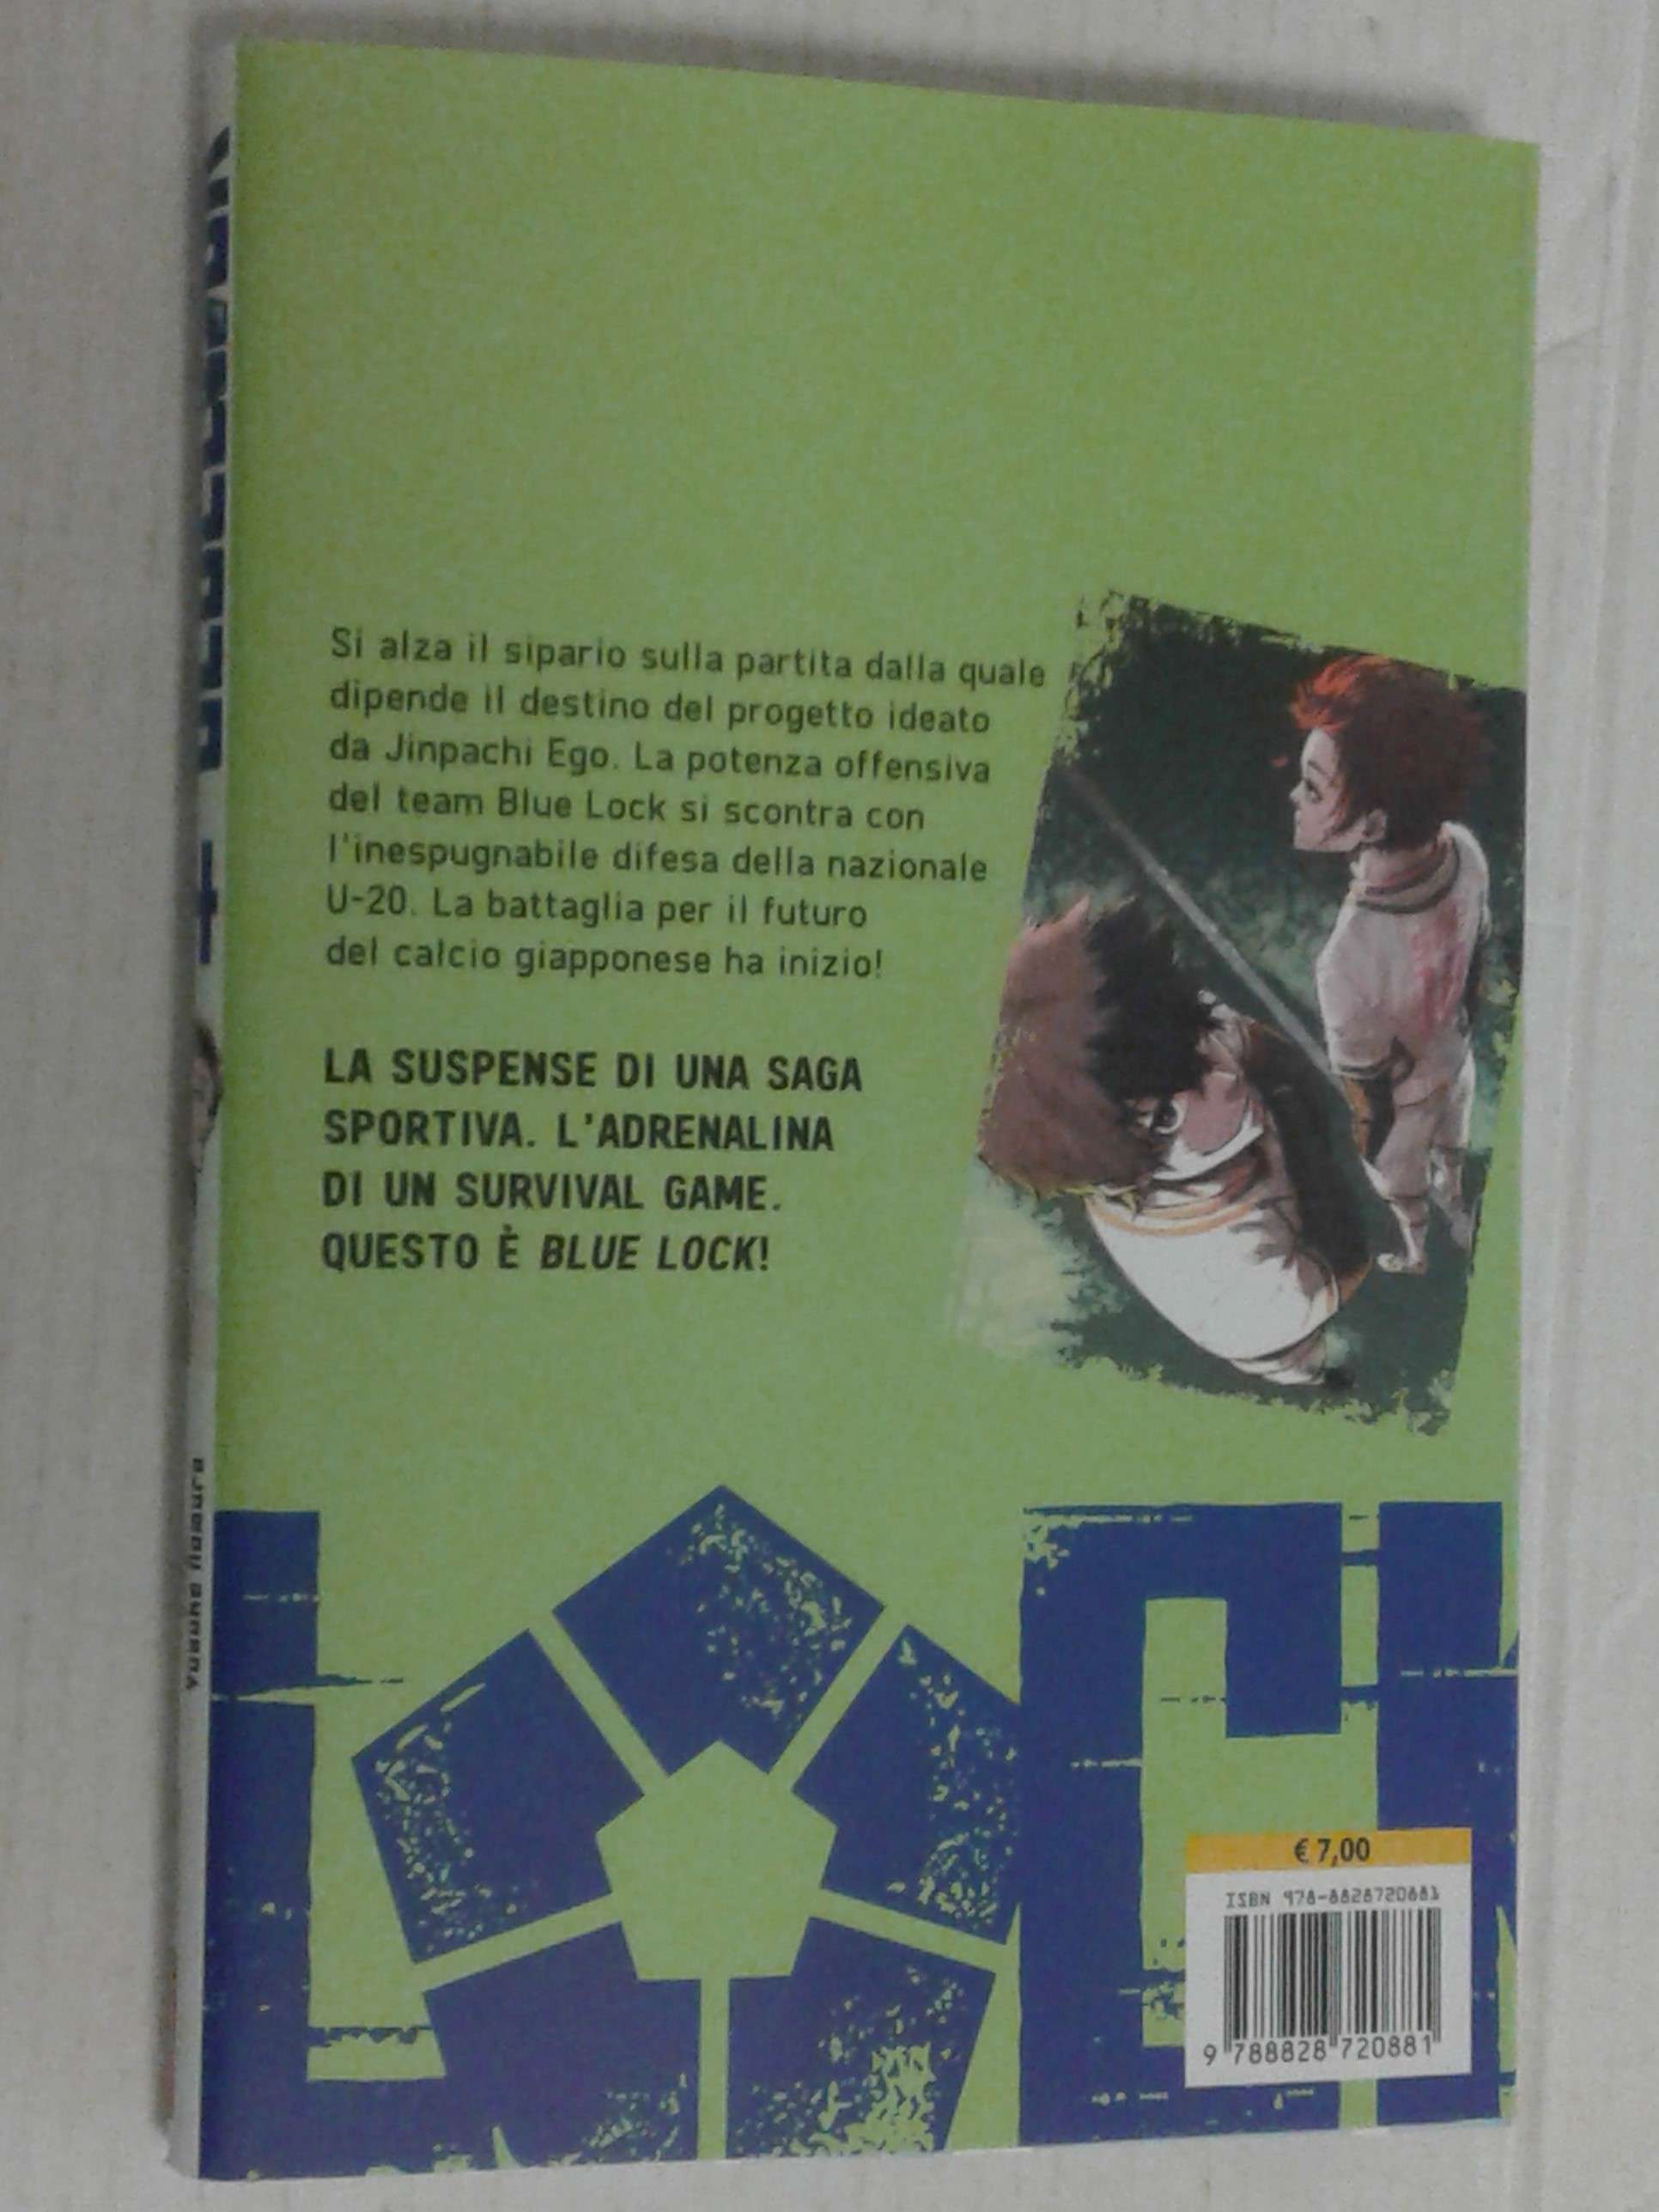 Si alza il sipario sulla partita dalla quale
dipende il destino del progetto ideato
da Jinpachi Ego. La potenza offensiva
del team Blue Lock si scontra con
l'inespugnabile difesa della nazionale
U-20. La battaglia per il futuro
del calcio giapponese ha inizio!
LA SUSPENSE DI UNA SAGA
SPORTIVA. L'ADRENALINA
DI UN SURVIVAL GAME.
QUESTO È BLUE LOCK!
LOCK
€ 7,00
ISBN 978-8828720881
9 788828 720881
Yusuke Nomura